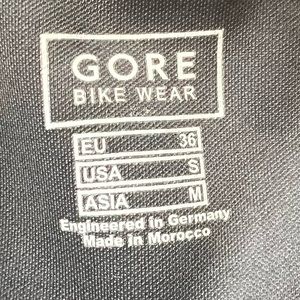 GORE
BIKE WEAR
EU 36
USA S
ASIA M
Engineered in Germany
Made in Morocco